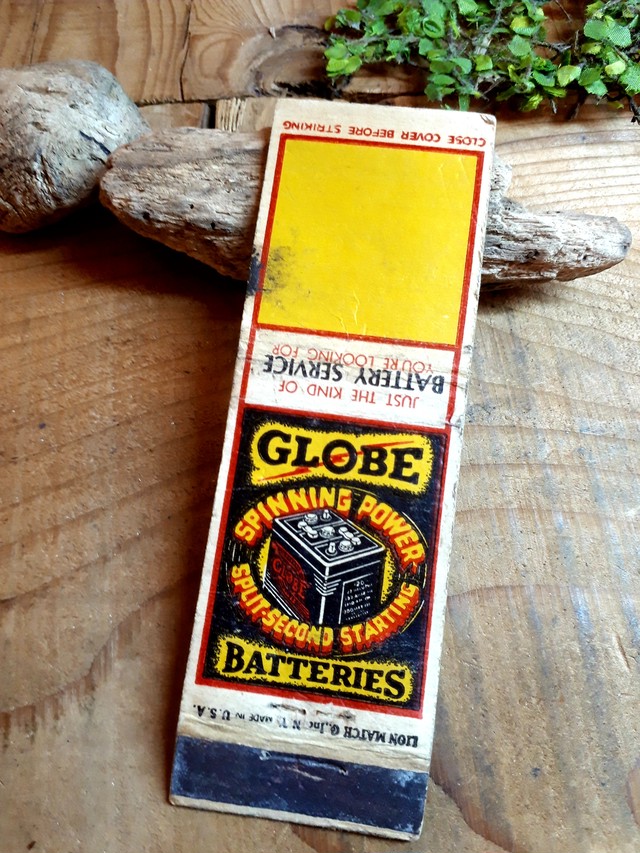 CLOSE COVER BEFORE STRIKING
JUST THE KIND OF
BATTERY SERVICE
YOU'RE LOOKING FOR
GLOBE
SPINNING POWER
GLOBE
SPLIT-SECOND STARTING
BATTERIES
LION MATCH Co., Inc. N.Y. MADE IN U.S.A.